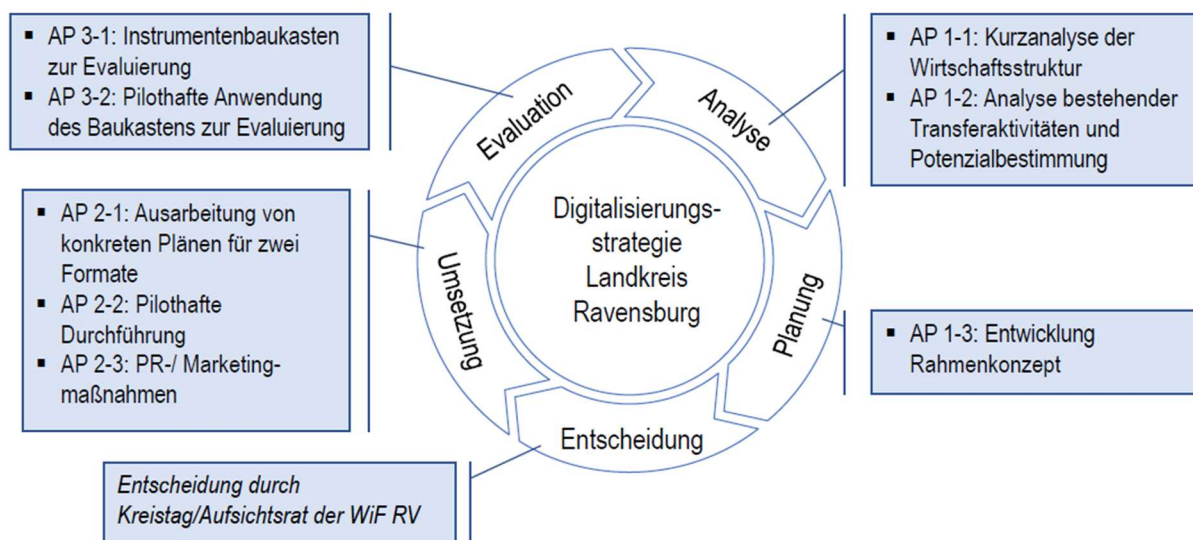 ▪ AP 3-1: Instrumentenbaukasten
zur Evaluierung
▪ AP 3-2: Pilothafte Anwendung
des Baukastens zur Evaluierung
▪ AP 2-1: Ausarbeitung von
konkreten Plänen für zwei
Formate
▪ AP 2-2: Pilothafte
Durchführung
▪ AP 2-3: PR-/ Marketing-
maßnahmen
Entscheidung durch
Kreistag/Aufsichtsrat der WiF RV
Evaluation
Analyse
Umsetzung
Digitalisierungs-
strategie
Landkreis
Ravensburg
Planung
Entscheidung
▪ AP 1-1: Kurzanalyse der
Wirtschaftsstruktur
▪ AP 1-2: Analyse bestehender
Transferaktivitäten und
Potenzialbestimmung
▪ AP 1-3: Entwicklung
Rahmenkonzept